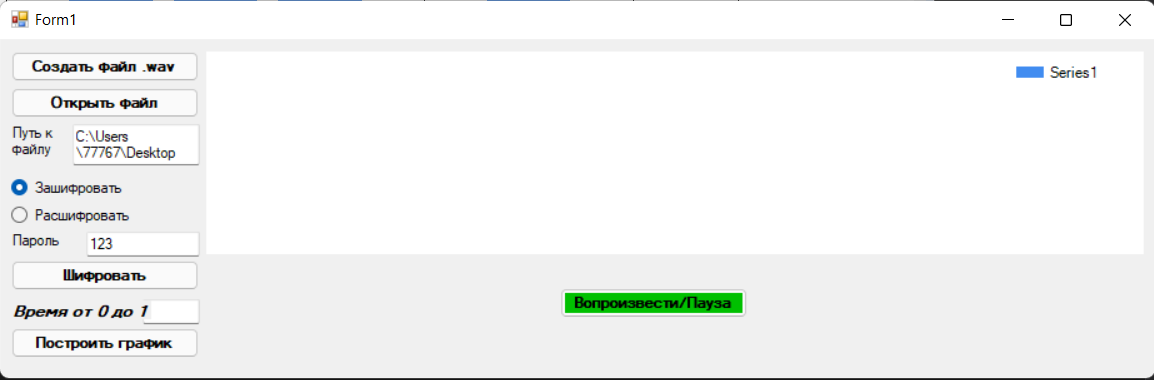 Form1
Создать файл .wav
Открыть файл
Путь к
файлу
C:\Users
\77767\Desktop
Зашифровать
Расшифровать
Пароль
123
Шифровать
Время от 0 до 1
Построить график
Series1
Вопроизвести/Пауза